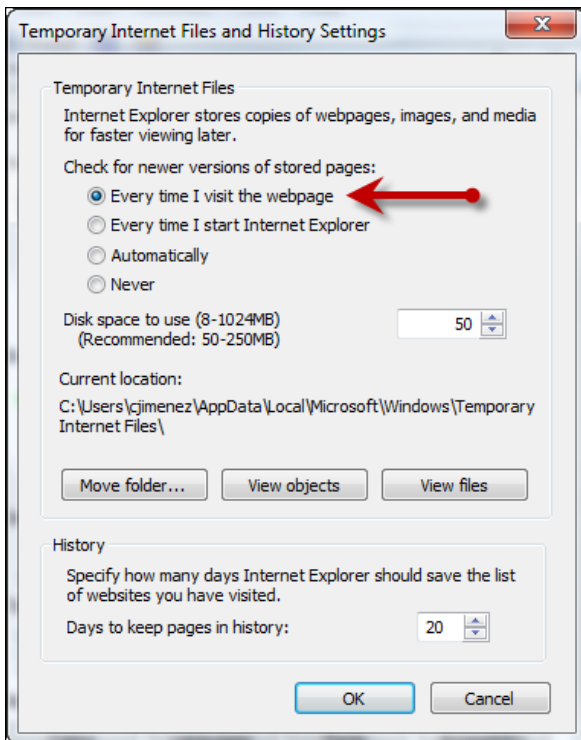 Temporary Internet Files and History Settings
Temporary Internet Files
Internet Explorer stores copies of webpages, images, and media
for faster viewing later.
Check for newer versions of stored pages:
Every time I visit the webpage
Every time I start Internet Explorer
Automatically
Never
Disk space to use (8-1024MB) 50
(Recommended: 50-250MB)
Current location:
C:\Users\cjimenez\AppData\Local\Microsoft\Windows\Temporary
Internet Files\
Move folder... View objects View files
History
Specify how many days Internet Explorer should save the list
of websites you have visited.
Days to keep pages in history: 20
OK Cancel